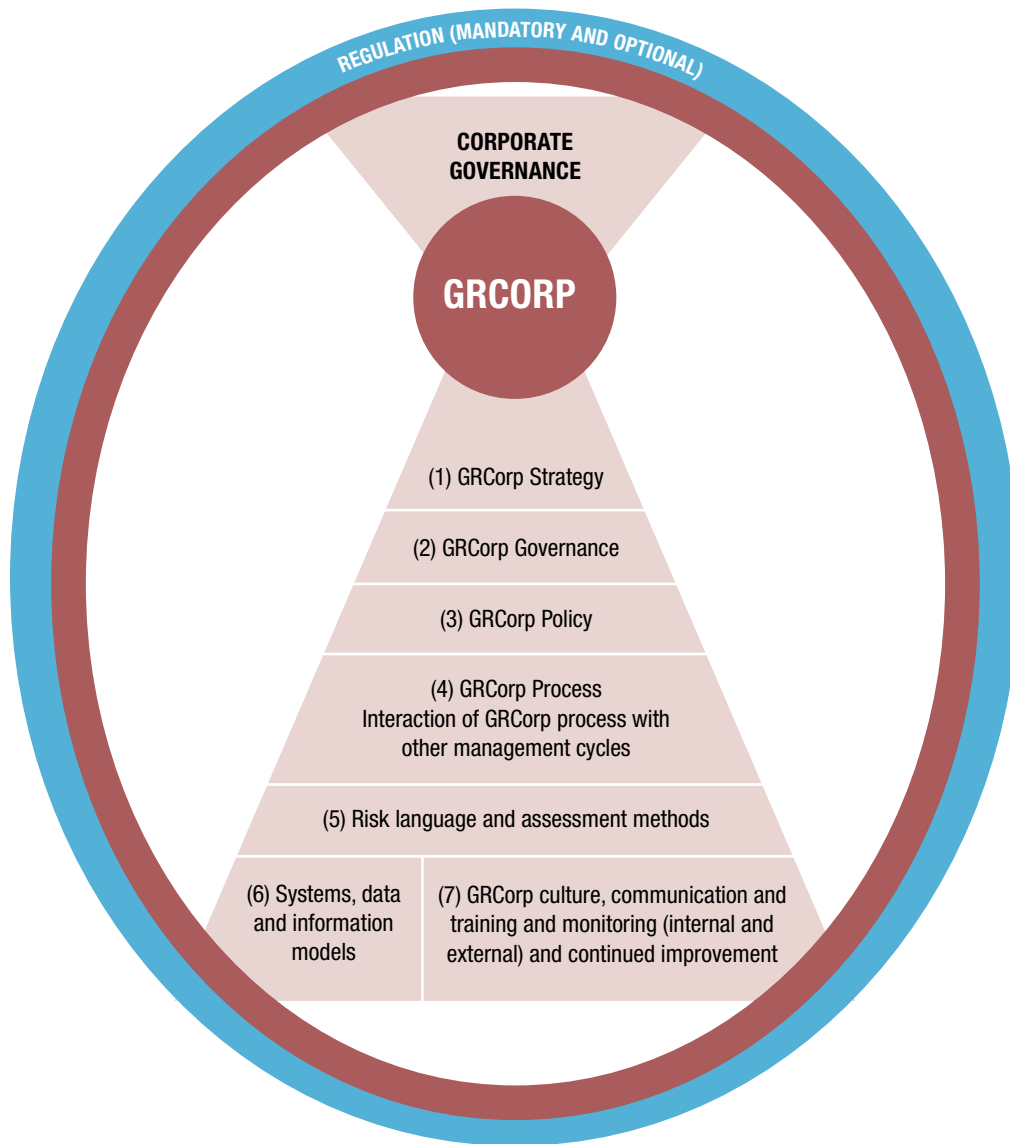 REGULATION (MANDATORY AND OPTIONAL)
CORPORATE
GOVERNANCE
GRCORP
(1) GRCorp Strategy
(2) GRCorp Governance
(3) GRCorp Policy
(4) GRCorp Process
Interaction of GRCorp process with
other management cycles
(5) Risk language and assessment methods
(6) Systems, data
and information
models
(7) GRCorp culture, communication and
training and monitoring (internal and
external) and continued improvement